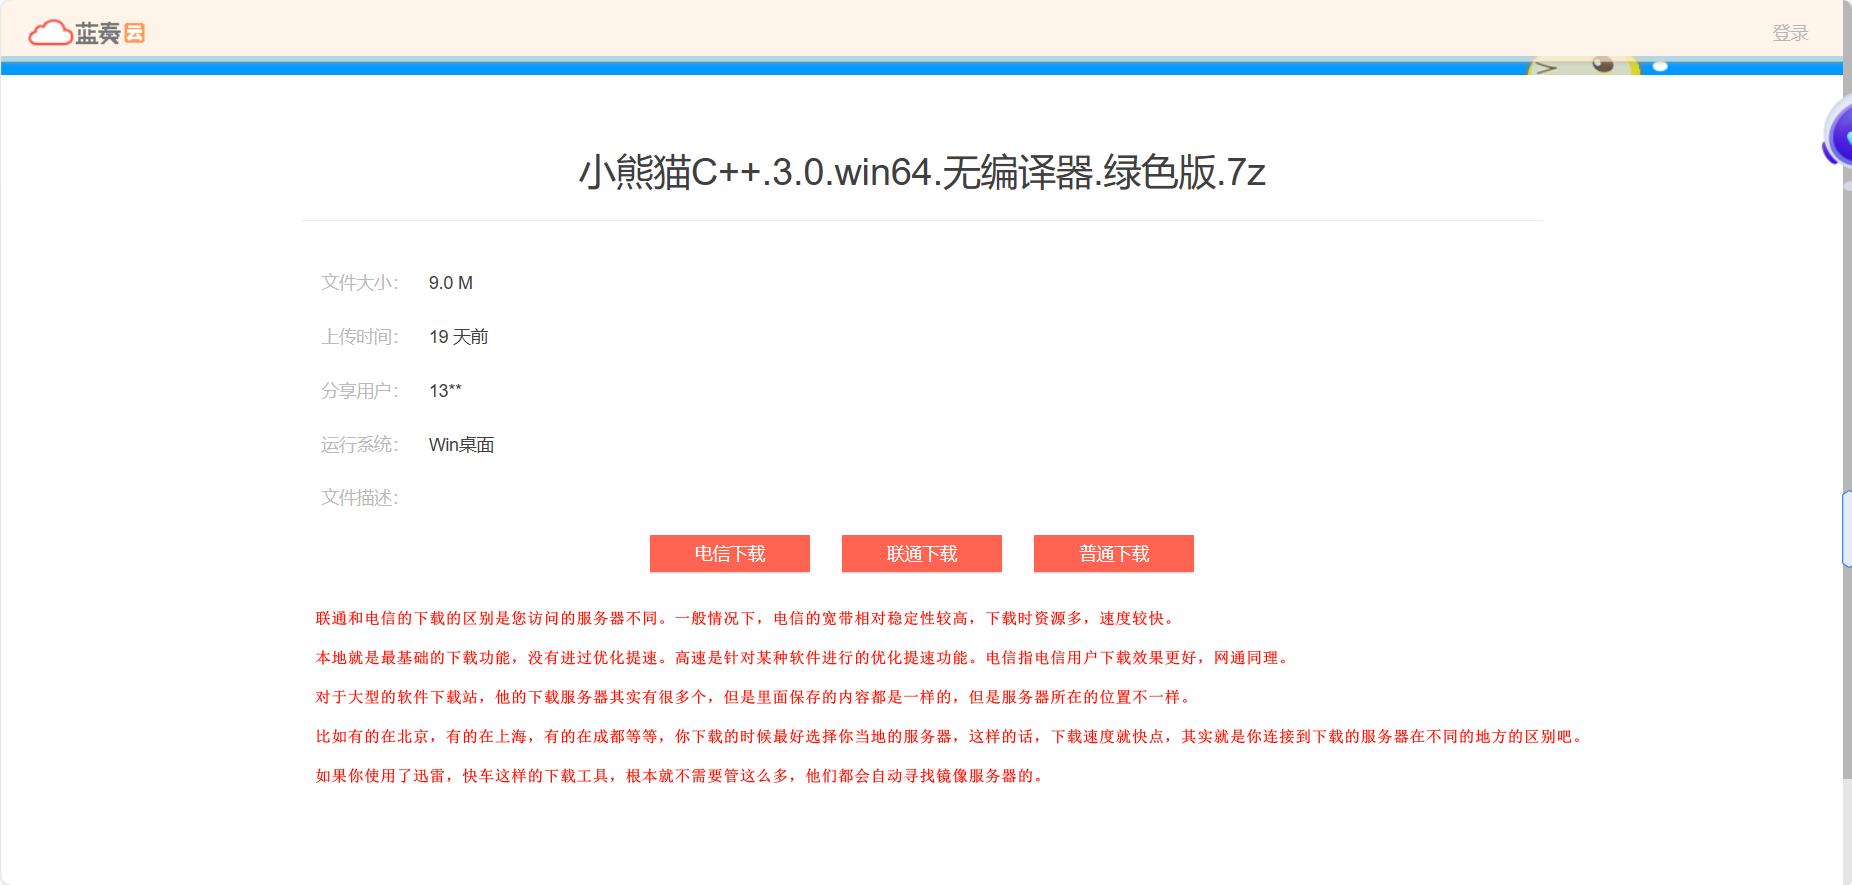 蓝奏云
登录
小熊猫C++.3.0.win64.无编译器.绿色版.7z
文件大小： 9.0 M
上传时间： 19 天前
分享用户： 13**
运行系统： Win桌面
文件描述：
电信下载 联通下载 普通下载
联通和电信的下载的区别是您访问的服务器不同。一般情况下，电信的宽带相对稳定性较高，下载时资源多，速度较快。
本地就是最基础的下载功能，没有进过优化提速。高速是针对某种软件进行的优化提速功能。电信指电信用户下载效果更好，网通同理。
对于大型的软件下载站，他的下载服务器其实有很多个，但是里面保存的内容都是一样的，但是服务器所在的位置不一样。
比如有的在北京，有的在上海，有的在成都等等，你下载的时候最好选择你当地的服务器，这样的话，下载速度就快点，其实就是你连接到下载的服务器在不同的地方的区别吧。
如果你使用了迅雷，快车这样的下载工具，根本就不需要管这么多，他们都会自动寻找镜像服务器的。